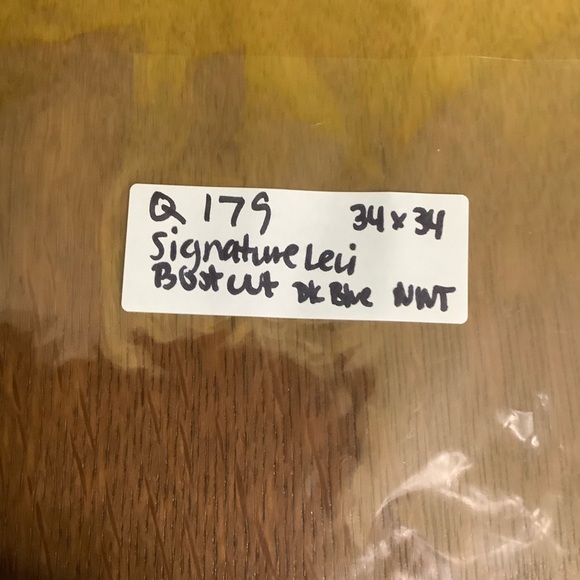 Q 179 34 x 34
Signature Levi
Bootcut DK Blue NWT